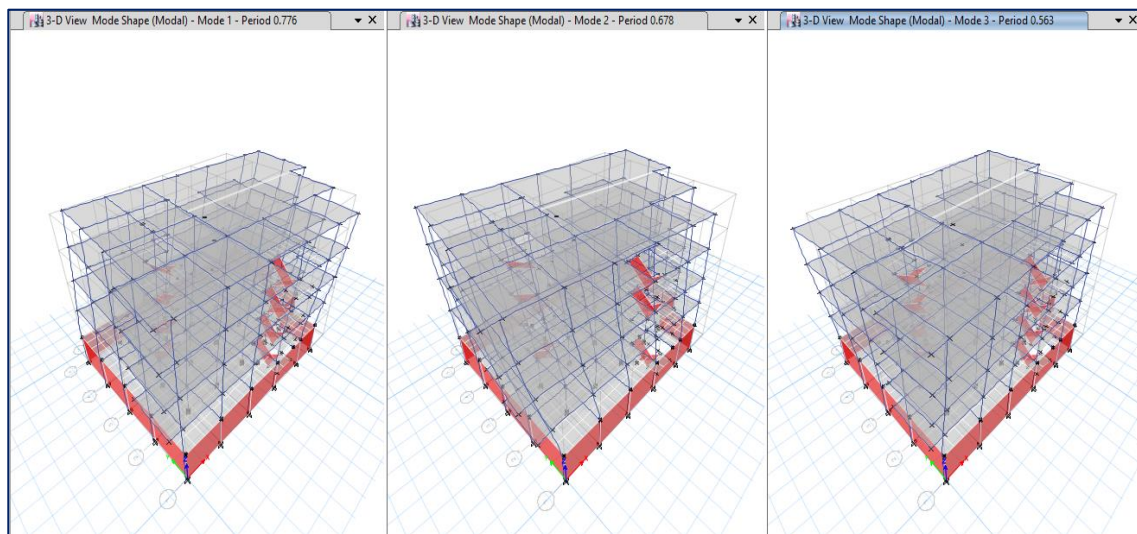 3-D View Mode Shape (Modal) - Mode 1 - Period 0.776
3-D View Mode Shape (Modal) - Mode 2 - Period 0.678
3-D View Mode Shape (Modal) - Mode 3 - Period 0.563